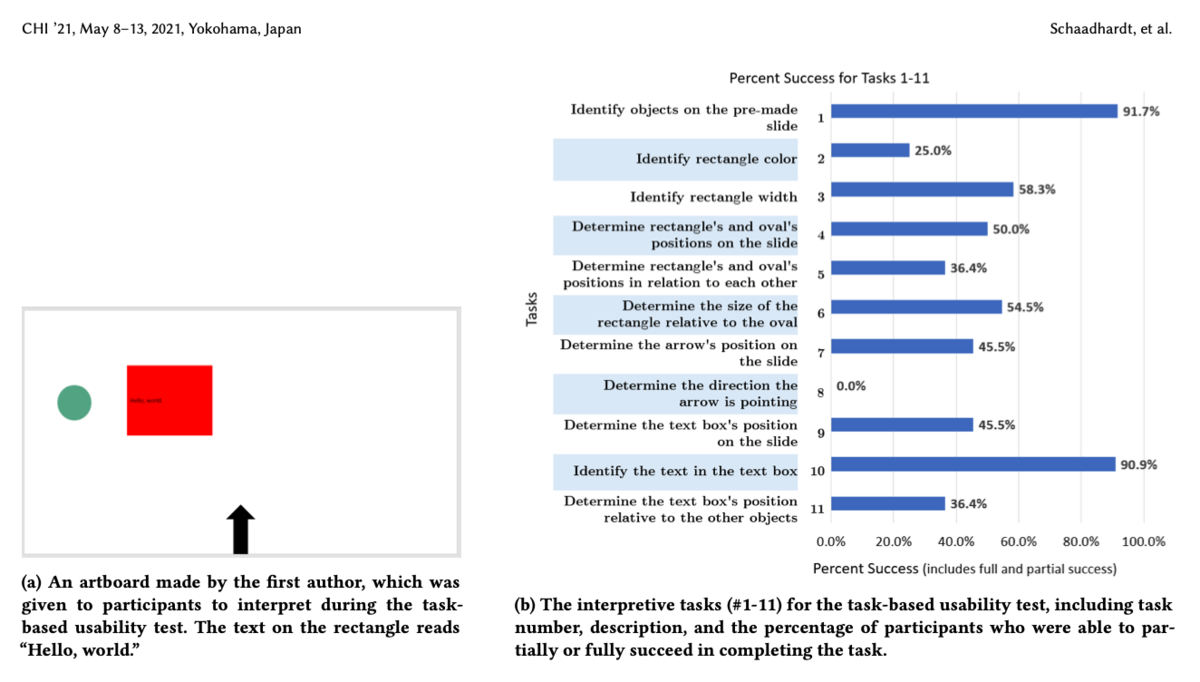 CHI ’21, May 8–13, 2021, Yokohama, Japan
Schaadhardt, et al.
Hello, world.
(a) An artboard made by the first author, which was
given to participants to interpret during the task-
based usability test. The text on the rectangle reads
“Hello, world.”
Percent Success for Tasks 1-11
Tasks
Identify objects on the pre-made
slide
1
91.7%
Identify rectangle color
2
25.0%
Identify rectangle width
3
58.3%
Determine rectangle's and oval's
positions on the slide
4
50.0%
Determine rectangle's and oval's
positions in relation to each other
5
36.4%
Determine the size of the
rectangle relative to the oval
6
54.5%
Determine the arrow's position on
the slide
7
45.5%
Determine the direction the
arrow is pointing
8
0.0%
Determine the text box's position
on the slide
9
45.5%
Identify the text in the text box
10
90.9%
Determine the text box's position
relative to the other objects
11
36.4%
0.0% 20.0% 40.0% 60.0% 80.0% 100.0%
Percent Success (includes full and partial success)
(b) The interpretive tasks (#1-11) for the task-based usability test, including task
number, description, and the percentage of participants who were able to par-
tially or fully succeed in completing the task.